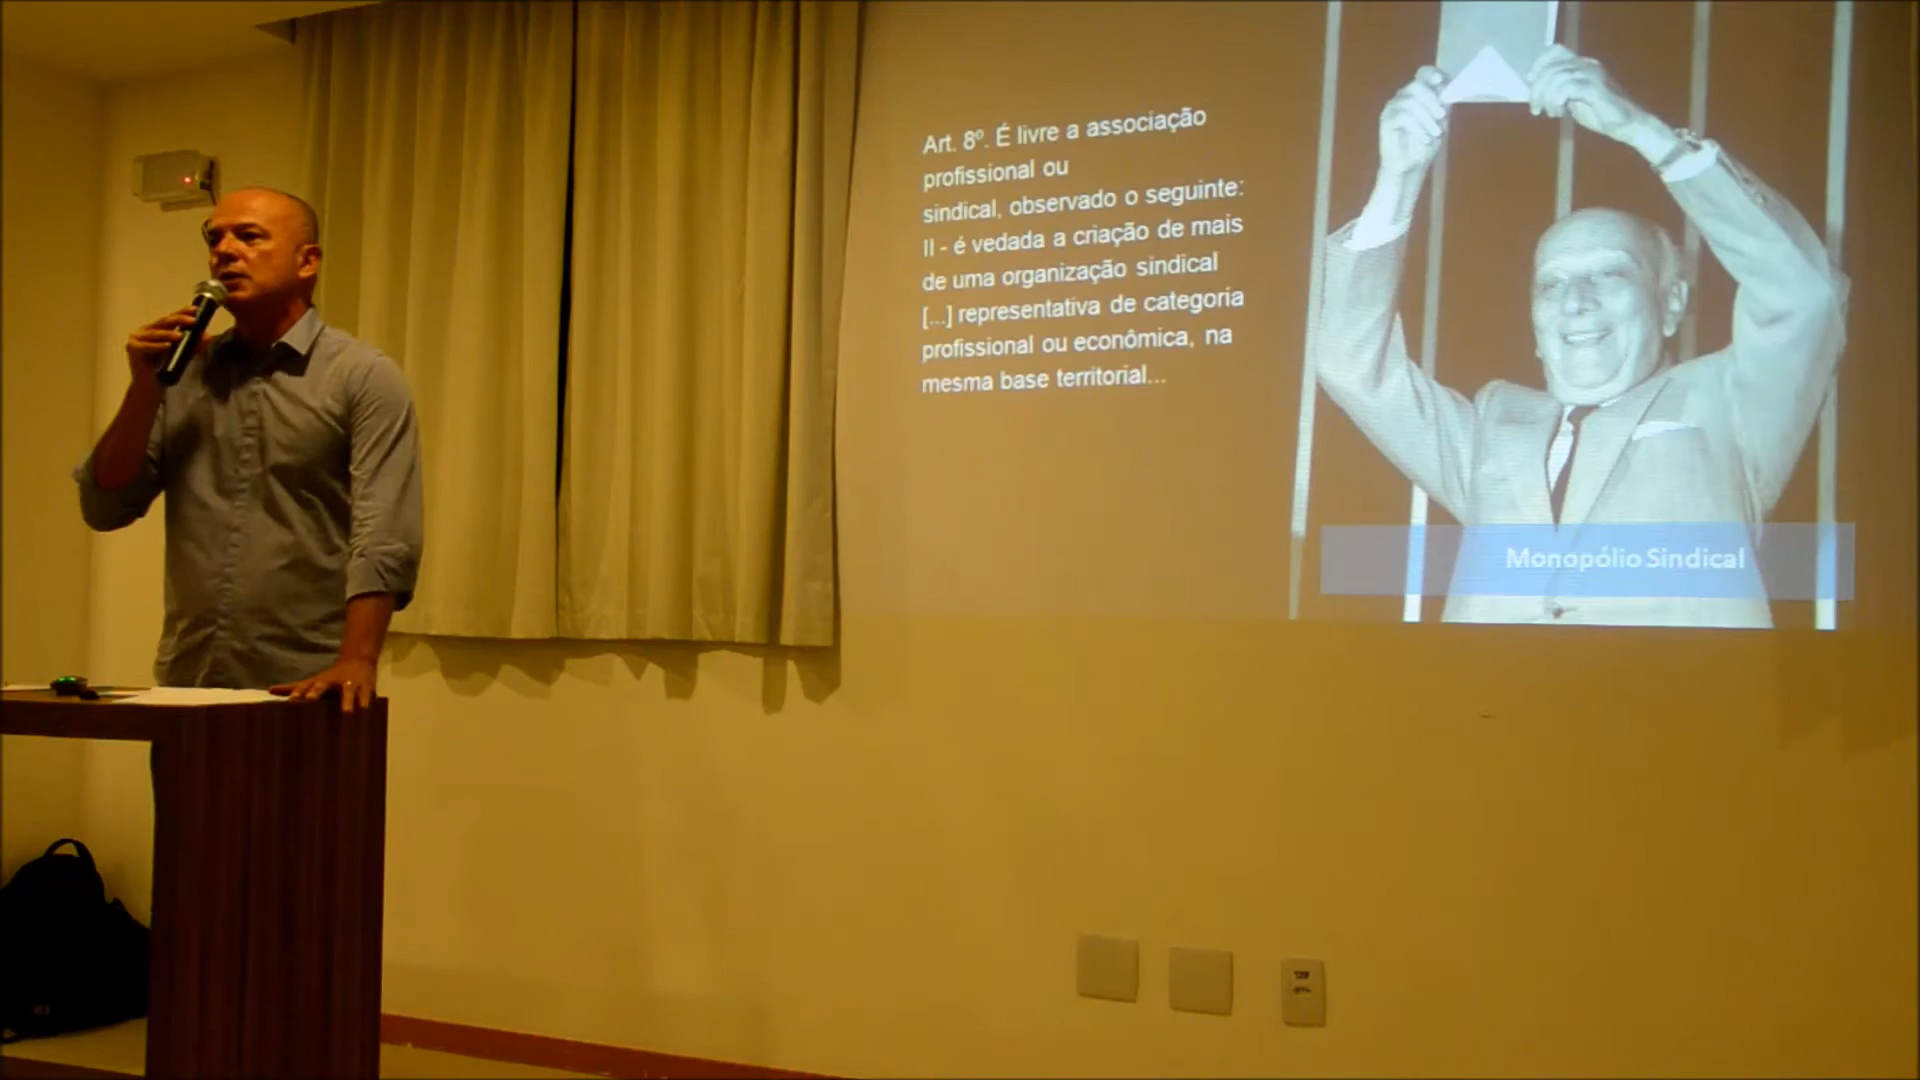 Art. 8º. É livre a associação
profissional ou
sindical, observado o seguinte:
II - é vedada a criação de mais
de uma organização sindical
[...] representativa de categoria
profissional ou econômica, na
mesma base territorial...
Monopólio Sindical